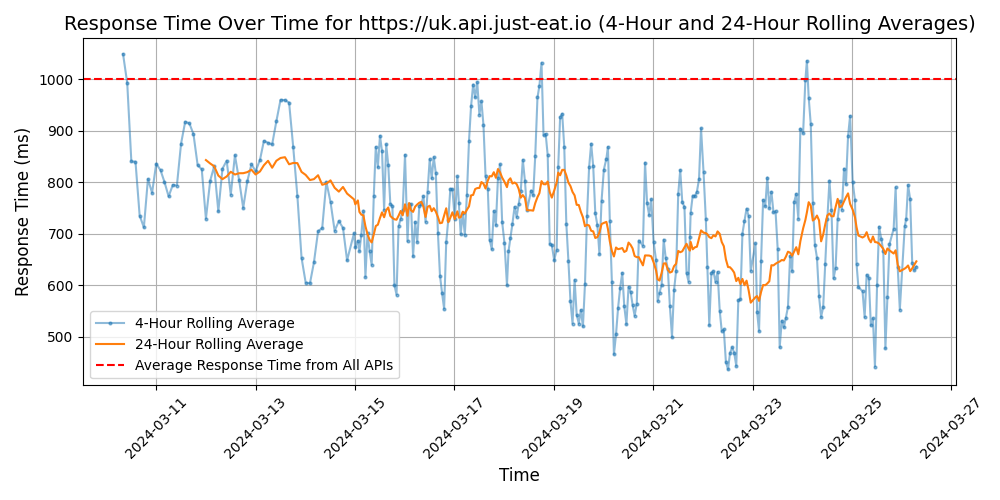 Response Time Over Time for https://uk.api.just-eat.io (4-Hour and 24-Hour Rolling Averages)
Response Time (ms)
1000
900
800
700
600
500
4-Hour Rolling Average
24-Hour Rolling Average
Average Response Time from All APIs
2024-03-11
2024-03-13
2024-03-15
2024-03-17
2024-03-19
2024-03-21
2024-03-23
2024-03-25
2024-03-27
Time